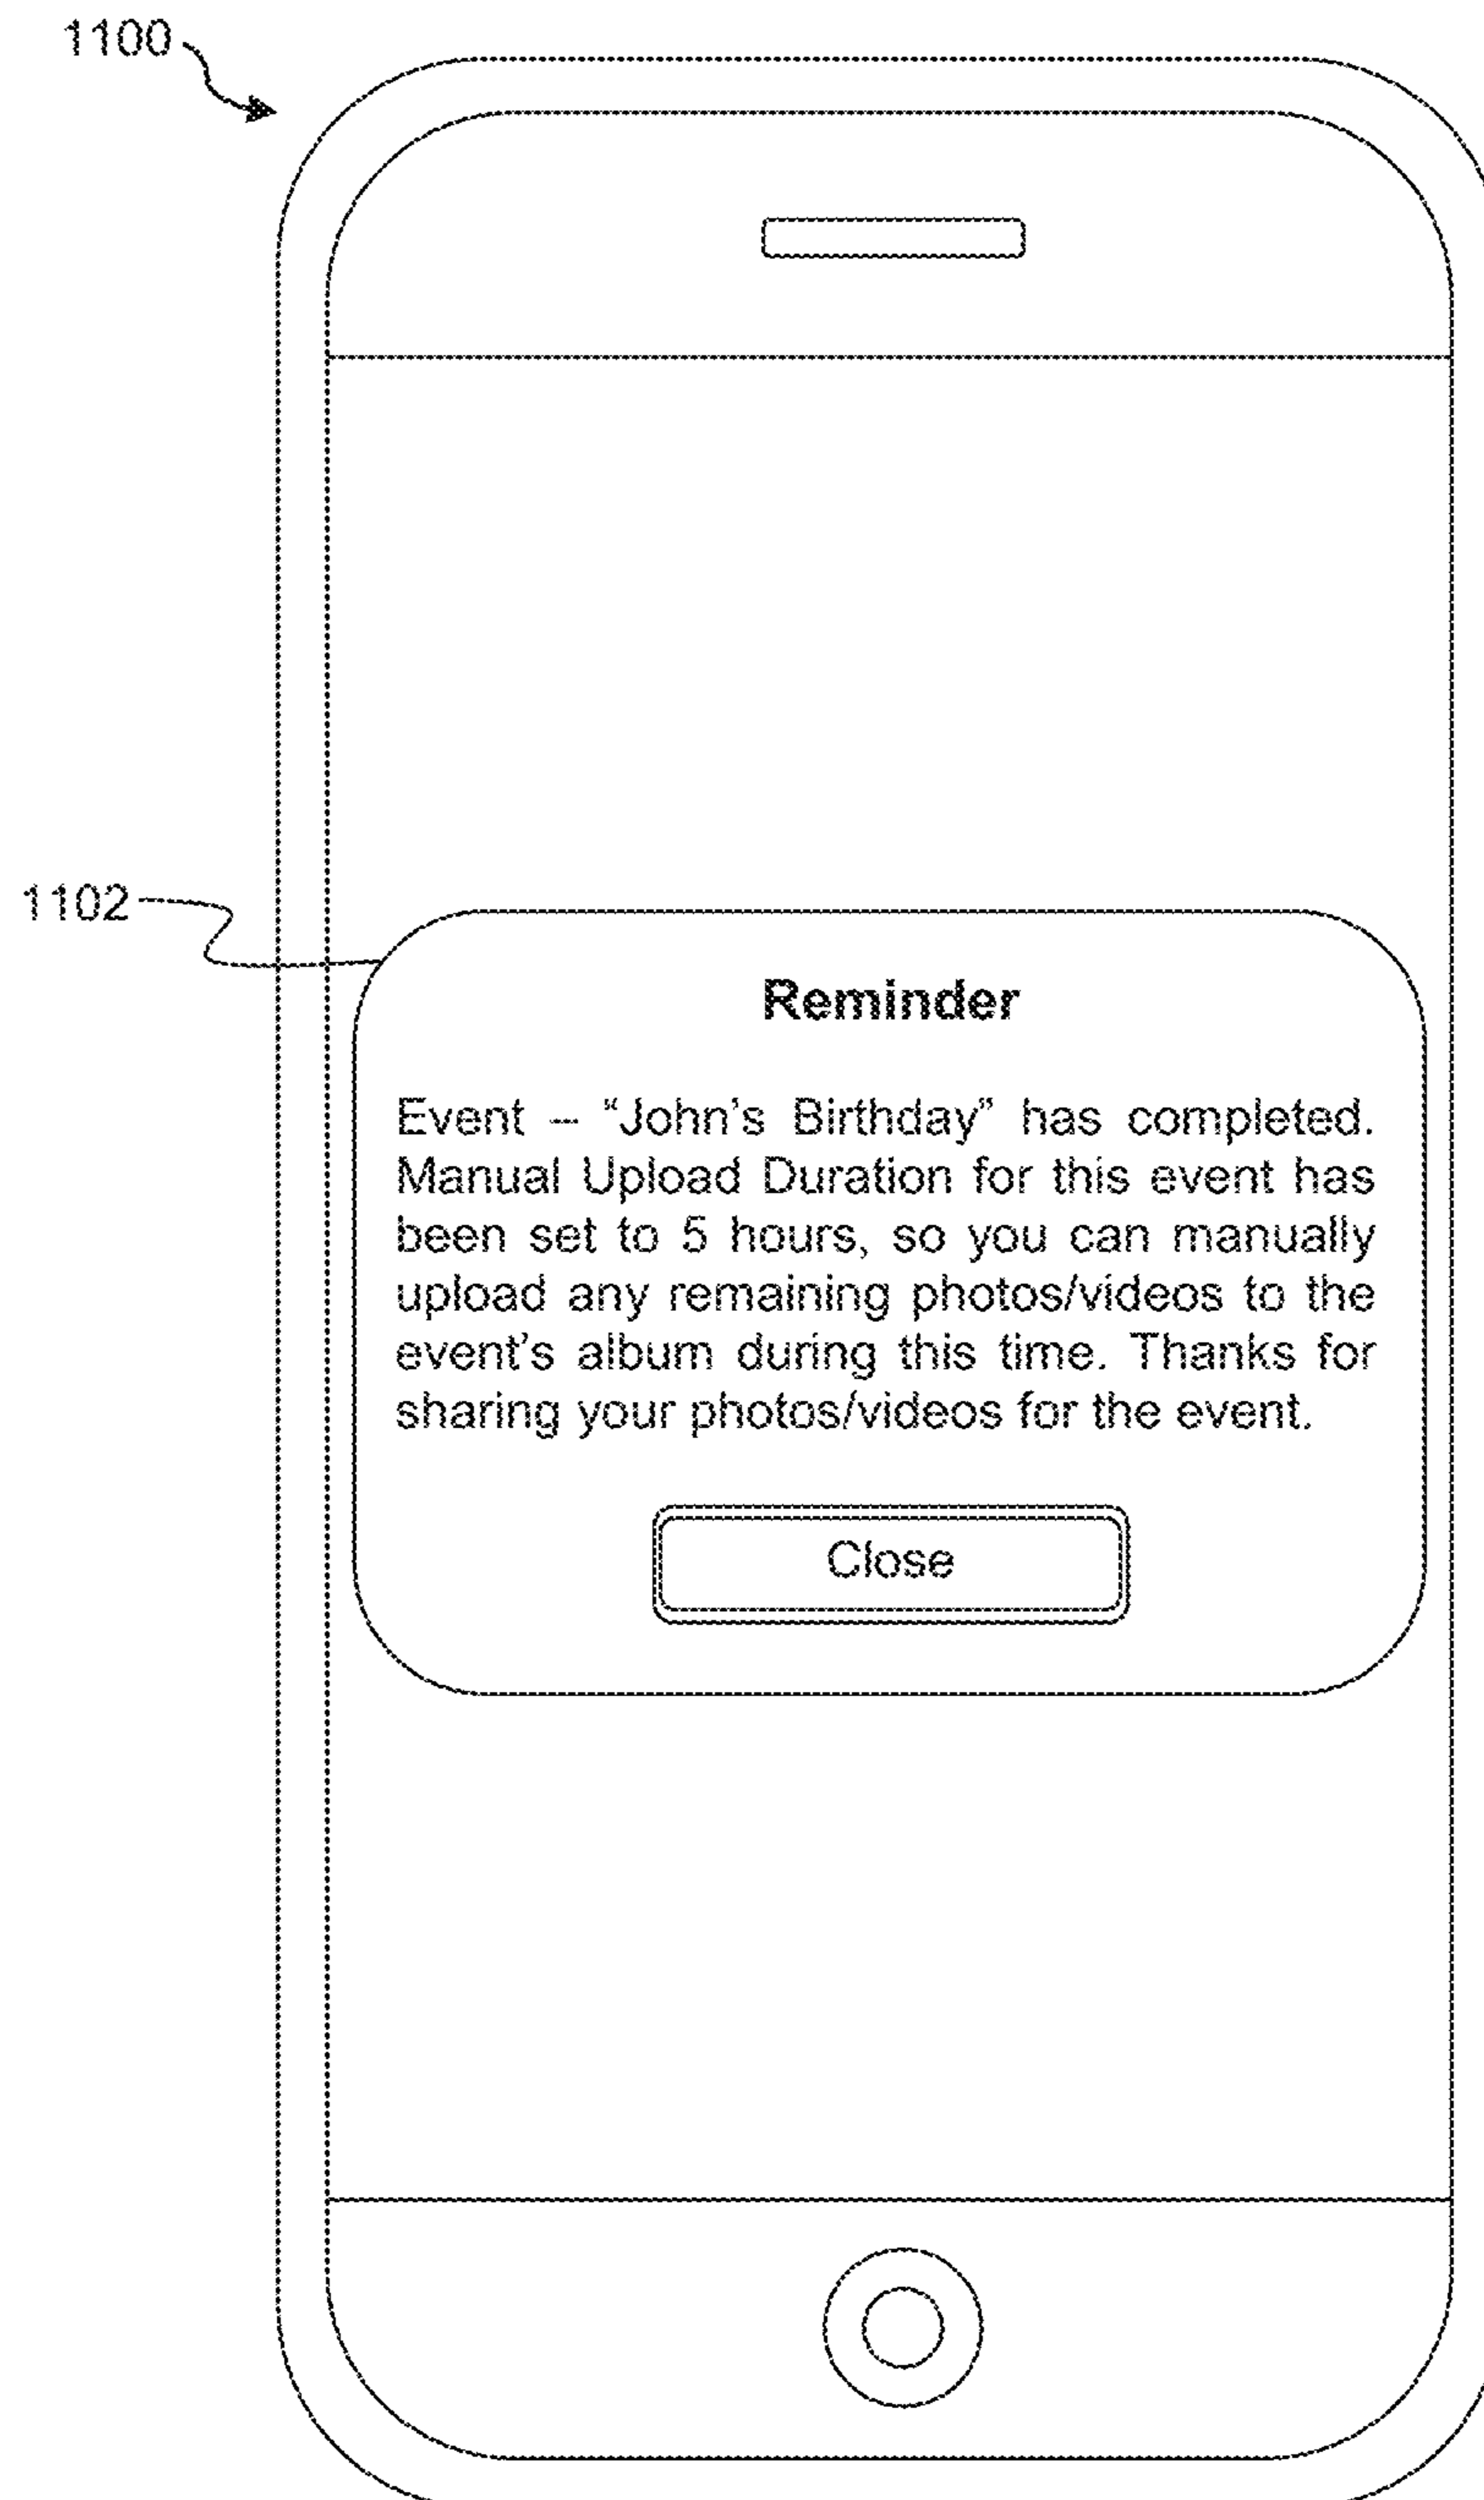 1100
1102
Reminder
Event – “John’s Birthday” has completed.
Manual Upload Duration for this event has
been set to 5 hours, so you can manually
upload any remaining photos/videos to the
event’s album during this time. Thanks for
sharing your photos/videos for the event.
Close